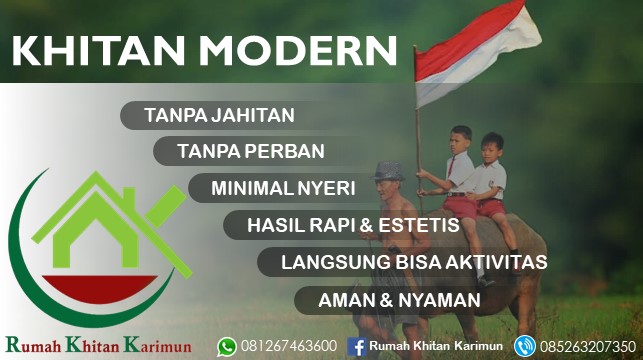 KHITAN MODERN
TANPA JAHITAN
TANPA PERBAN
MINIMAL NYERI
HASIL RAPI & ESTETIS
LANGSUNG BISA AKTIVITAS
AMAN & NYAMAN
Rumah Khitan Karimun
081267463600
Rumah Khitan Karimun
085263207350